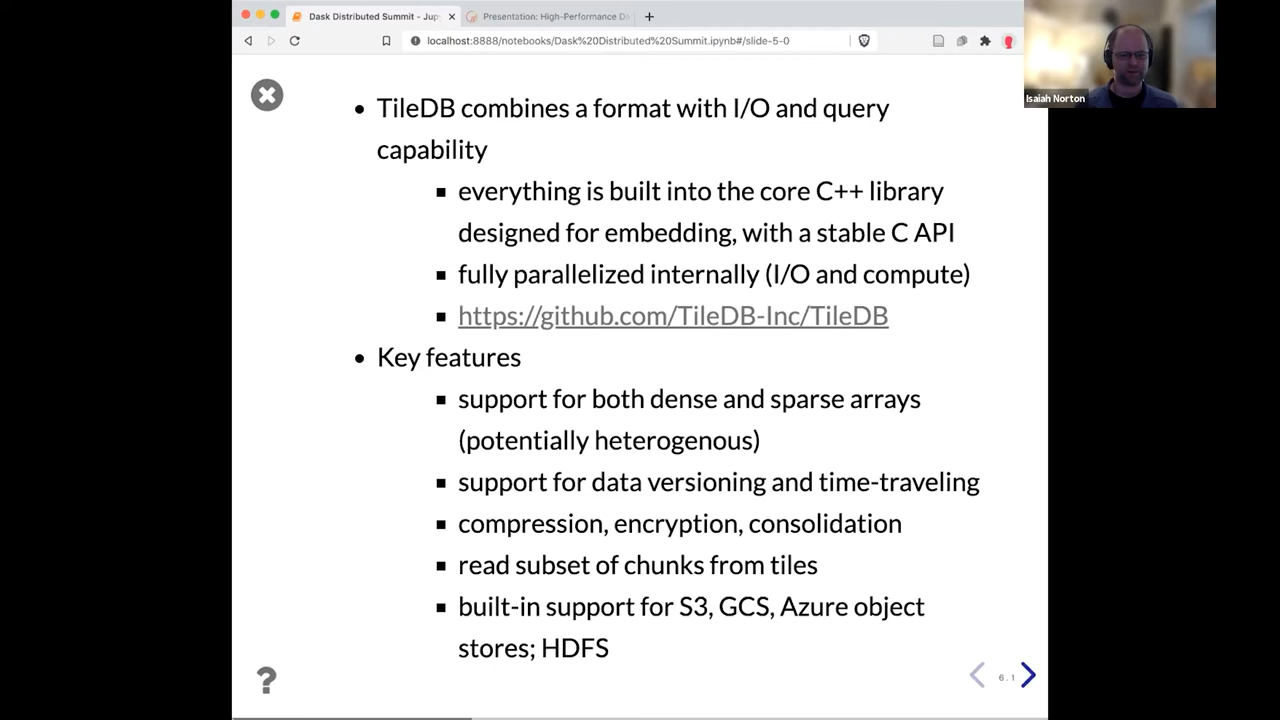 Dask Distributed Summit - Jup
Presentation: High-Performance D
localhost:8888/notebooks/Dask%20Distributed%20Summit.ipynb#/slide-5-0
Isaiah Norton
• TileDB combines a format with I/O and query
capability
▪ everything is built into the core C++ library
designed for embedding, with a stable C API
▪ fully parallelized internally (I/O and compute)
▪ https://github.com/TileDB-Inc/TileDB
• Key features
▪ support for both dense and sparse arrays
(potentially heterogenous)
▪ support for data versioning and time-traveling
▪ compression, encryption, consolidation
▪ read subset of chunks from tiles
▪ built-in support for S3, GCS, Azure object
stores; HDFS
?
6.1